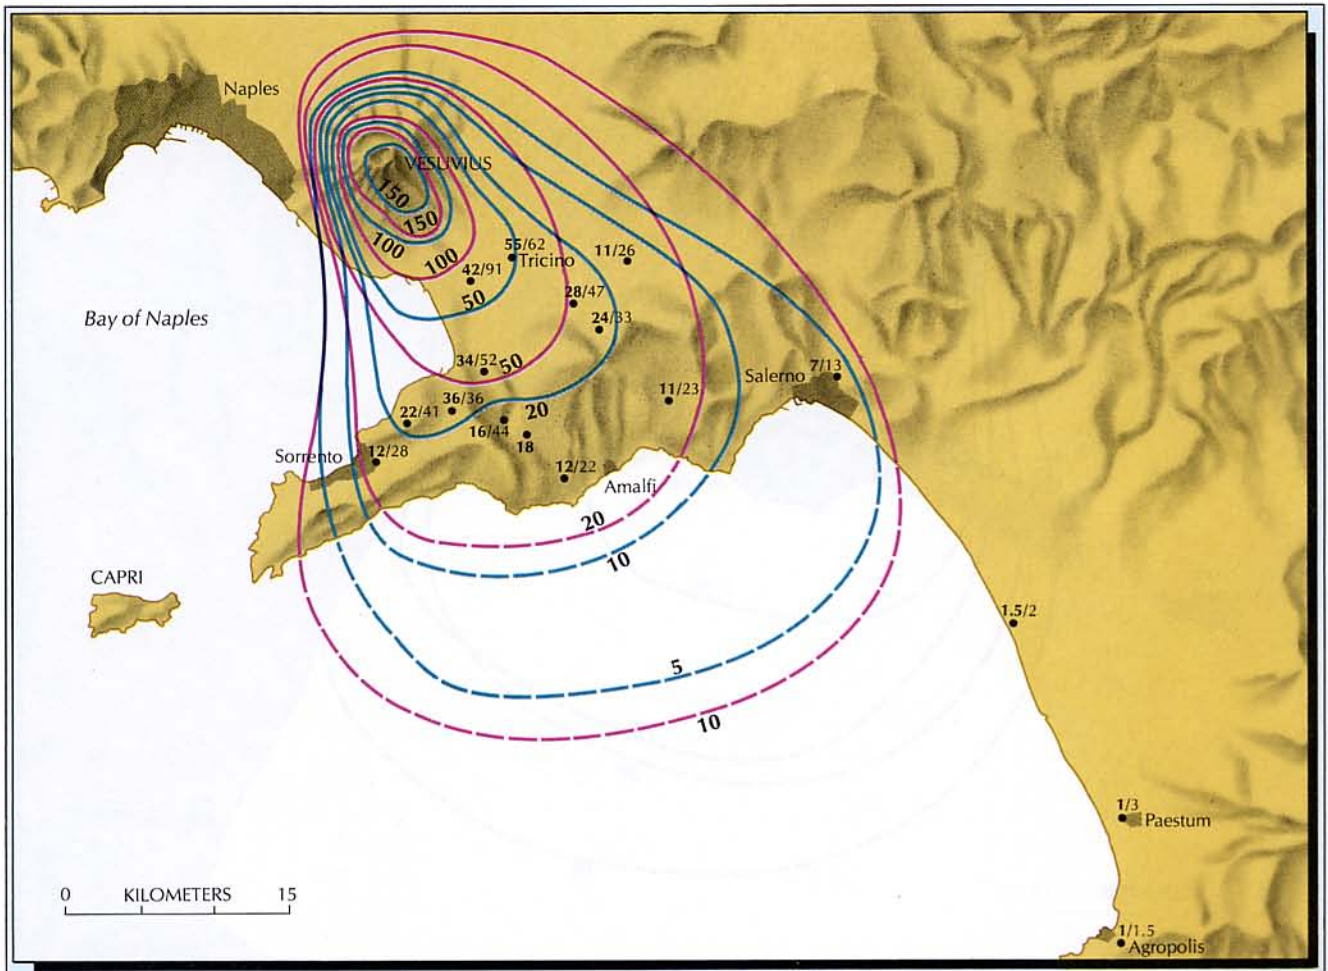 Naples
VESUVIUS
150
150
100
100
55/62
Tricino
11/26
42/91
50
28/47
24/33
Bay of Naples
34/52
50
Salerno
7/13
11/23
36/36
22/41
20
16/44
18
Sorrento
12/28
12/22
Amalfi
20
10
CAPRI
1.5/2
5
10
1/3
Paestum
0 KILOMETERS 15
1/1.5
Agropolis